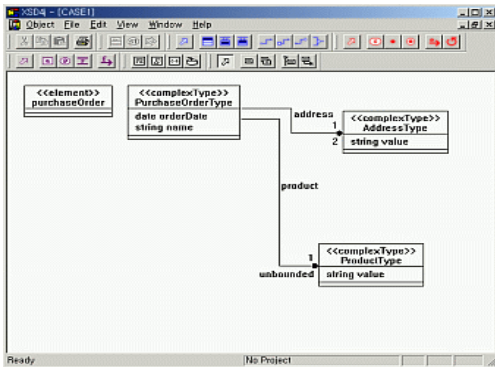 XSD4j - [CASE1]
Object File Edit View Window Help
<<element>>
purchaseOrder
<<complexType>>
PurchaseOrderType
date orderDate
string name
address
1
2
<<complexType>>
AddressType
string value
product
1
unbounded
<<complexType>>
ProductType
string value
Ready
No Project